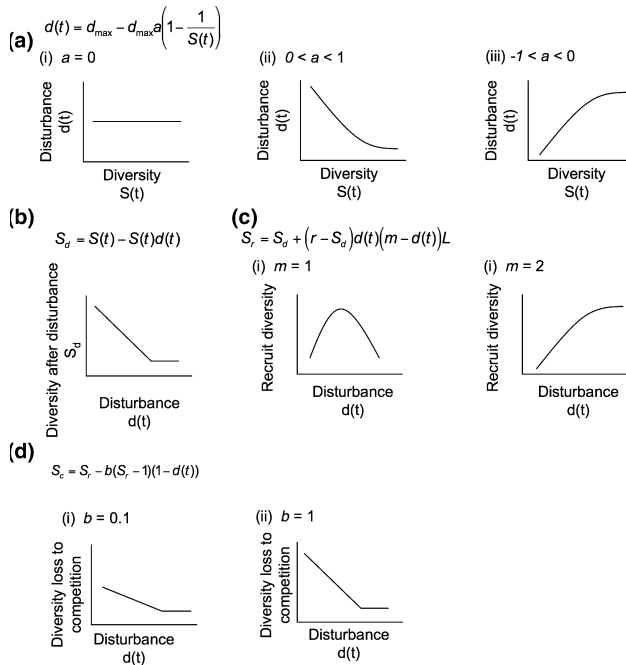 (a) d(t) = d_max − d_max a(1− 1/S(t))
(i) a = 0
(ii) 0 < a < 1
(iii) -1 < a < 0
Disturbance
d(t)
Diversity
S(t)
Disturbance
d(t)
Diversity
S(t)
Disturbance
d(t)
Diversity
S(t)
(b)
S_d = S(t) − S(t)d(t)
Diversity after disturbance
S_d
Disturbance
d(t)
(c)
S_r = S_d + (r − S_d)d(t)(m − d(t))L
(i) m = 1
Recruit diversity
Disturbance
d(t)
(i) m = 2
Recruit diversity
Disturbance
d(t)
(d)
S_c = S_r − b(S_r − 1)(1− d(t))
(i) b = 0.1
Diversity loss to
competition
Disturbance
d(t)
(ii) b = 1
Diversity loss to
competition
Disturbance
d(t)